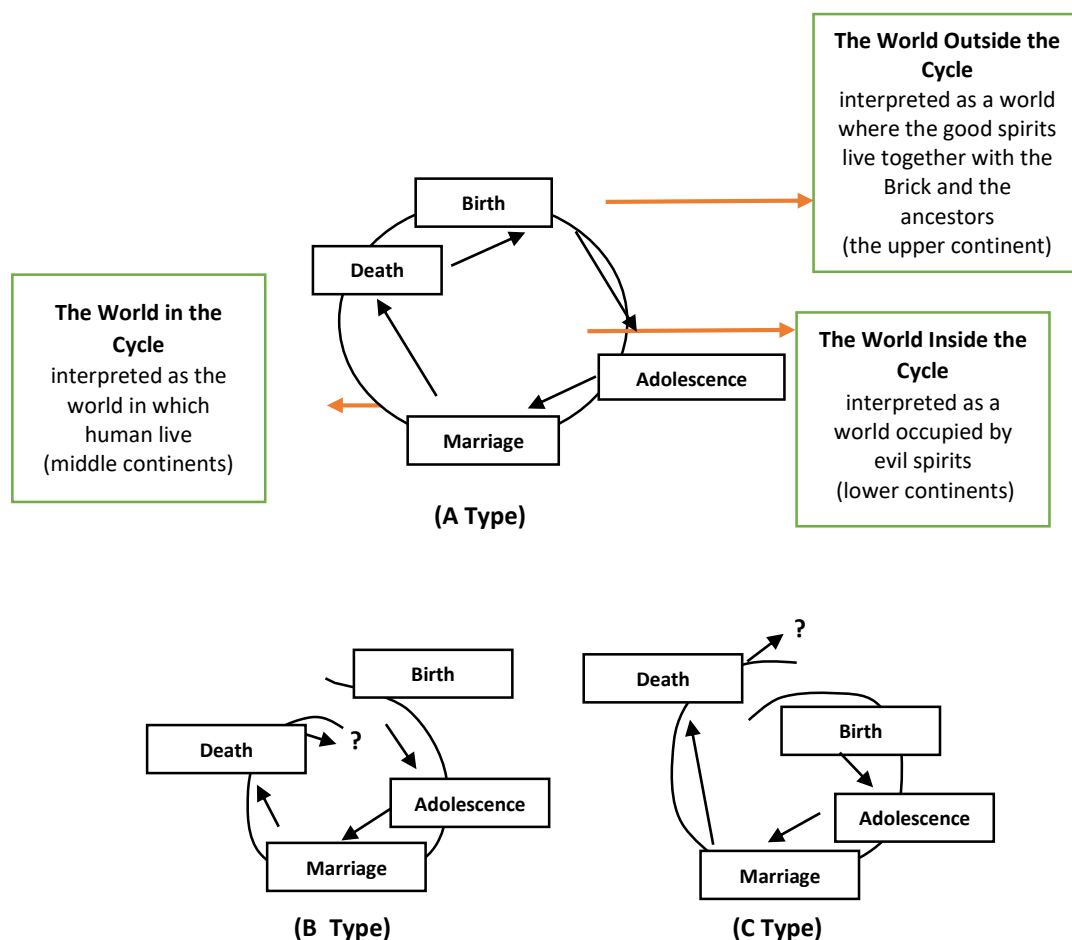 The World Outside the
Cycle
interpreted as a world
where the good spirits
live together with the
Brick and the
ancestors
(the upper continent)
Birth
Death
The World in the
Cycle
interpreted as the
world in which
human live
(middle continents)
The World Inside the
Cycle
interpreted as a
world occupied by
evil spirits
(lower continents)
Adolescence
Marriage
(A Type)
Birth
Death
?
Adolescence
Marriage
(B Type)
?
Death
Birth
Adolescence
Marriage
(C Type)